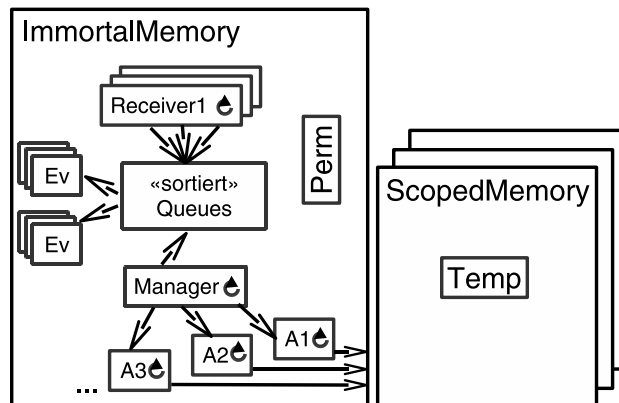 ImmortalMemory
Receiver1
Perm
Ev
«sortiert»
Queues
Ev
Manager
A1
A2
A3
...
ScopedMemory
Temp